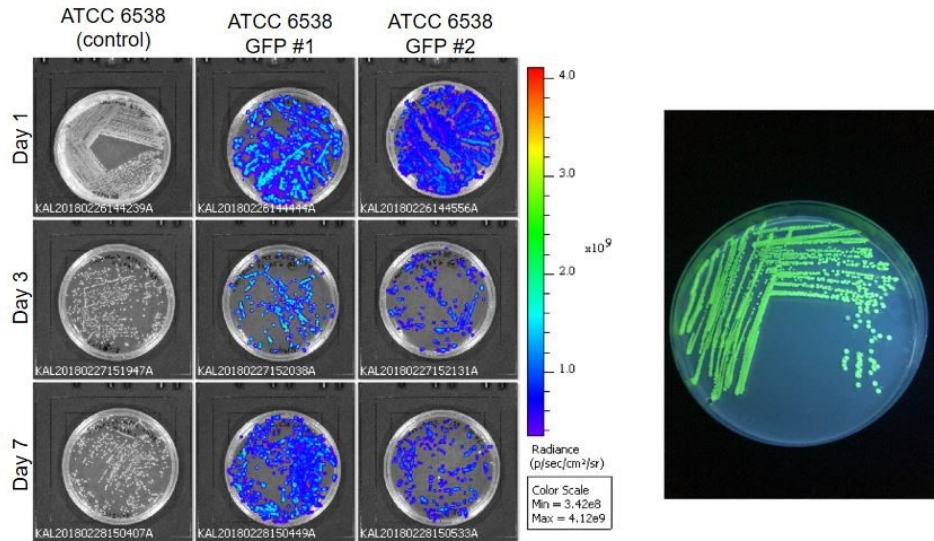 ATCC 6538
(control)
ATCC 6538
GFP #1
ATCC 6538
GFP #2
Day 1
KAL20180226144239A
KAL20180226144444A
KAL20180226144556A
Day 3
KAL20180227151947A
KAL20180227152038A
KAL20180227152131A
Day 7
KAL20180228150407A
KAL20180228150449A
KAL20180228150533A
4.0
3.0
x10^9
2.0
1.0
Radiance
(p/sec/cm²/sr)
Color Scale
Min = 3.42e8
Max = 4.12e9